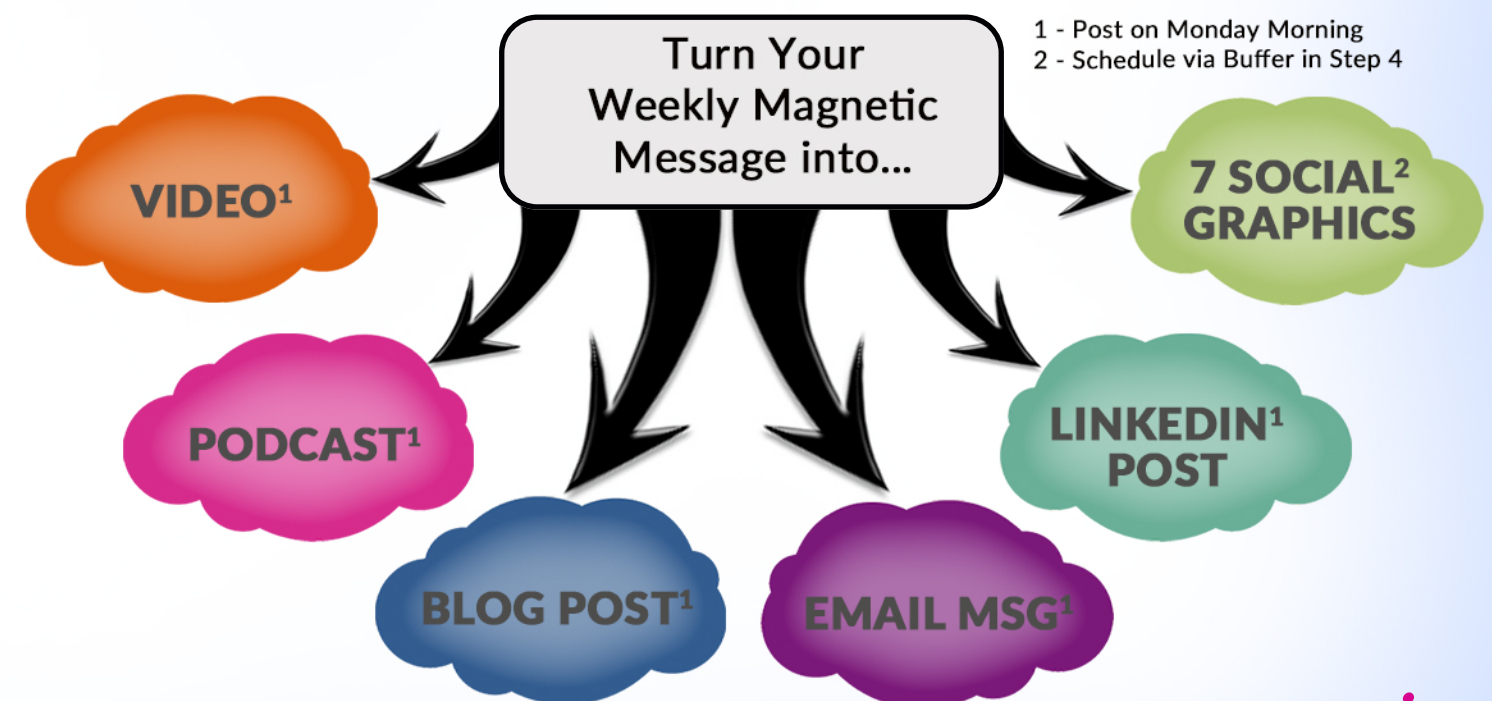 Turn Your
Weekly Magnetic
Message into...
1 - Post on Monday Morning
2 - Schedule via Buffer in Step 4
VIDEO¹
7 SOCIAL²
GRAPHICS
PODCAST¹
LINKEDIN¹
POST
BLOG POST¹
EMAIL MSG¹